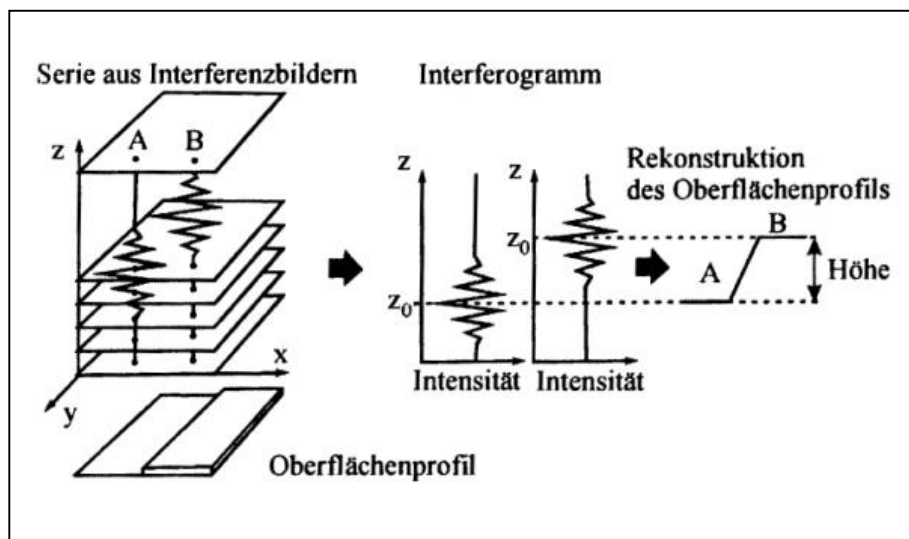 Serie aus Interferenzbildern
Interferogramm
A
B
z
z
z
Rekonstruktion
des Oberflächenprofils
B
z₀
A
Höhe
z₀
x
Intensität
Intensität
y
Oberflächenprofil